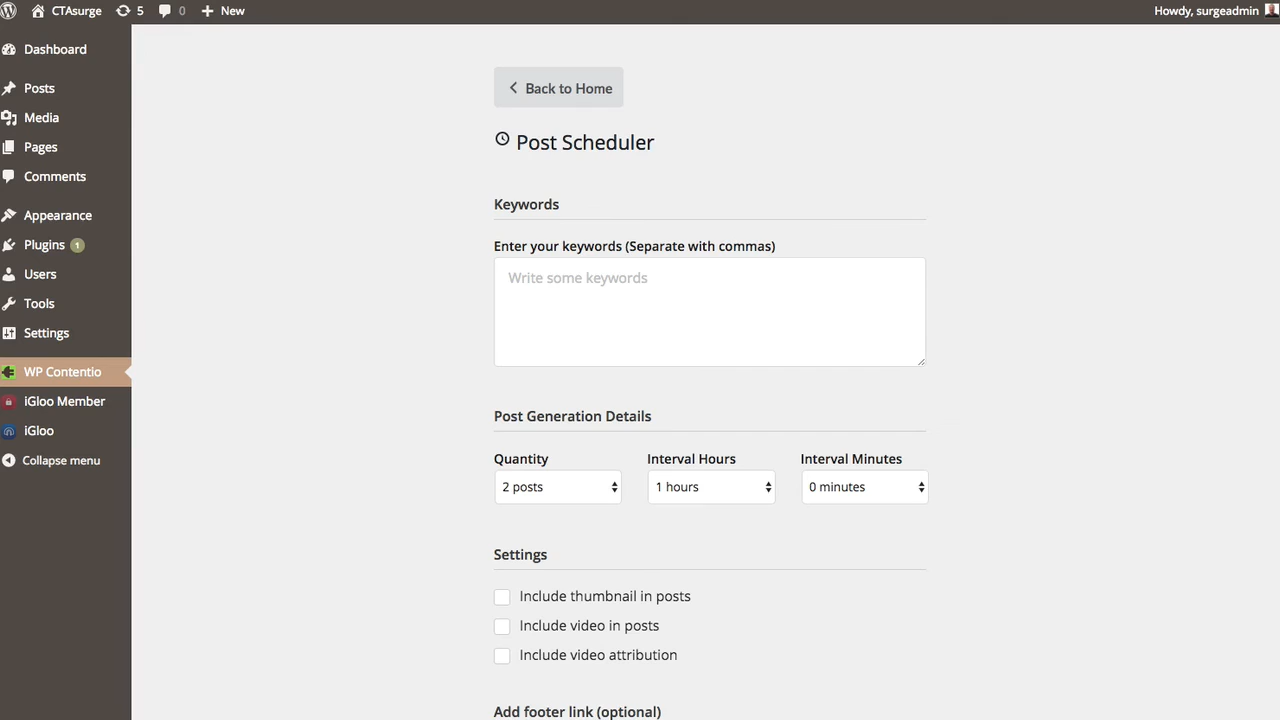 CTAsurge 5 0 New Howdy, surgeadmin
Dashboard
Posts
Media
Pages
Comments
Appearance
Plugins 1
Users
Tools
Settings
WP Contentio
iGloo Member
iGloo
Collapse menu
Back to Home
Post Scheduler
Keywords
Enter your keywords (Separate with commas)
Write some keywords
Post Generation Details
Quantity Interval Hours Interval Minutes
2 posts 1 hours 0 minutes
Settings
Include thumbnail in posts
Include video in posts
Include video attribution
Add footer link (optional)